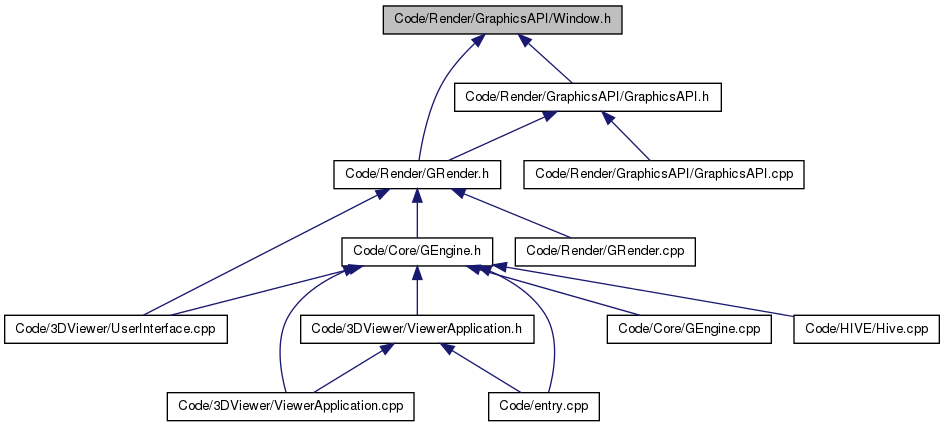 Code/Render/GraphicsAPI/Window.h
Code/Render/GraphicsAPI/GraphicsAPI.h
Code/Render/GRender.h
Code/Render/GraphicsAPI/GraphicsAPI.cpp
Code/Core/GEngine.h
Code/Render/GRender.cpp
Code/3DViewer/UserInterface.cpp
Code/3DViewer/ViewerApplication.h
Code/Core/GEngine.cpp
Code/HIVE/Hive.cpp
Code/3DViewer/ViewerApplication.cpp
Code/entry.cpp